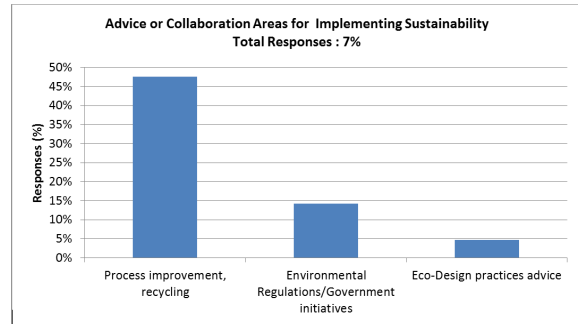 Advice or Collaboration Areas for Implementing Sustainability
Total Responses : 7%
50%
45%
40%
35%
30%
25%
20%
15%
10%
5%
0%
Responses (%)
Process improvement,
recycling
Environmental
Regulations/Government
initiatives
Eco-Design practices advice